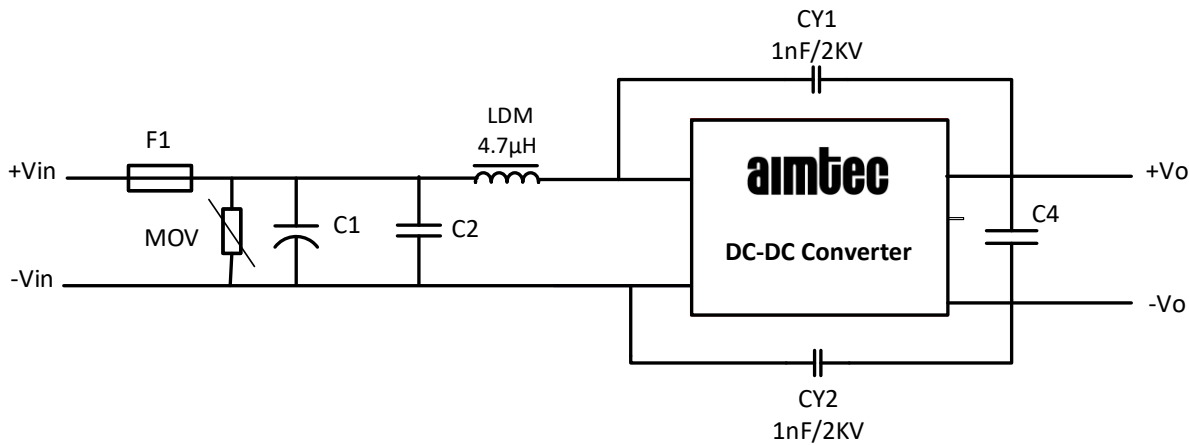 CY1
1nF/2KV
LDM
4.7µH
F1
+Vin
aimtec
+Vo
MOV
C1
C2
C4
DC-DC Converter
-Vin
-Vo
CY2
1nF/2KV